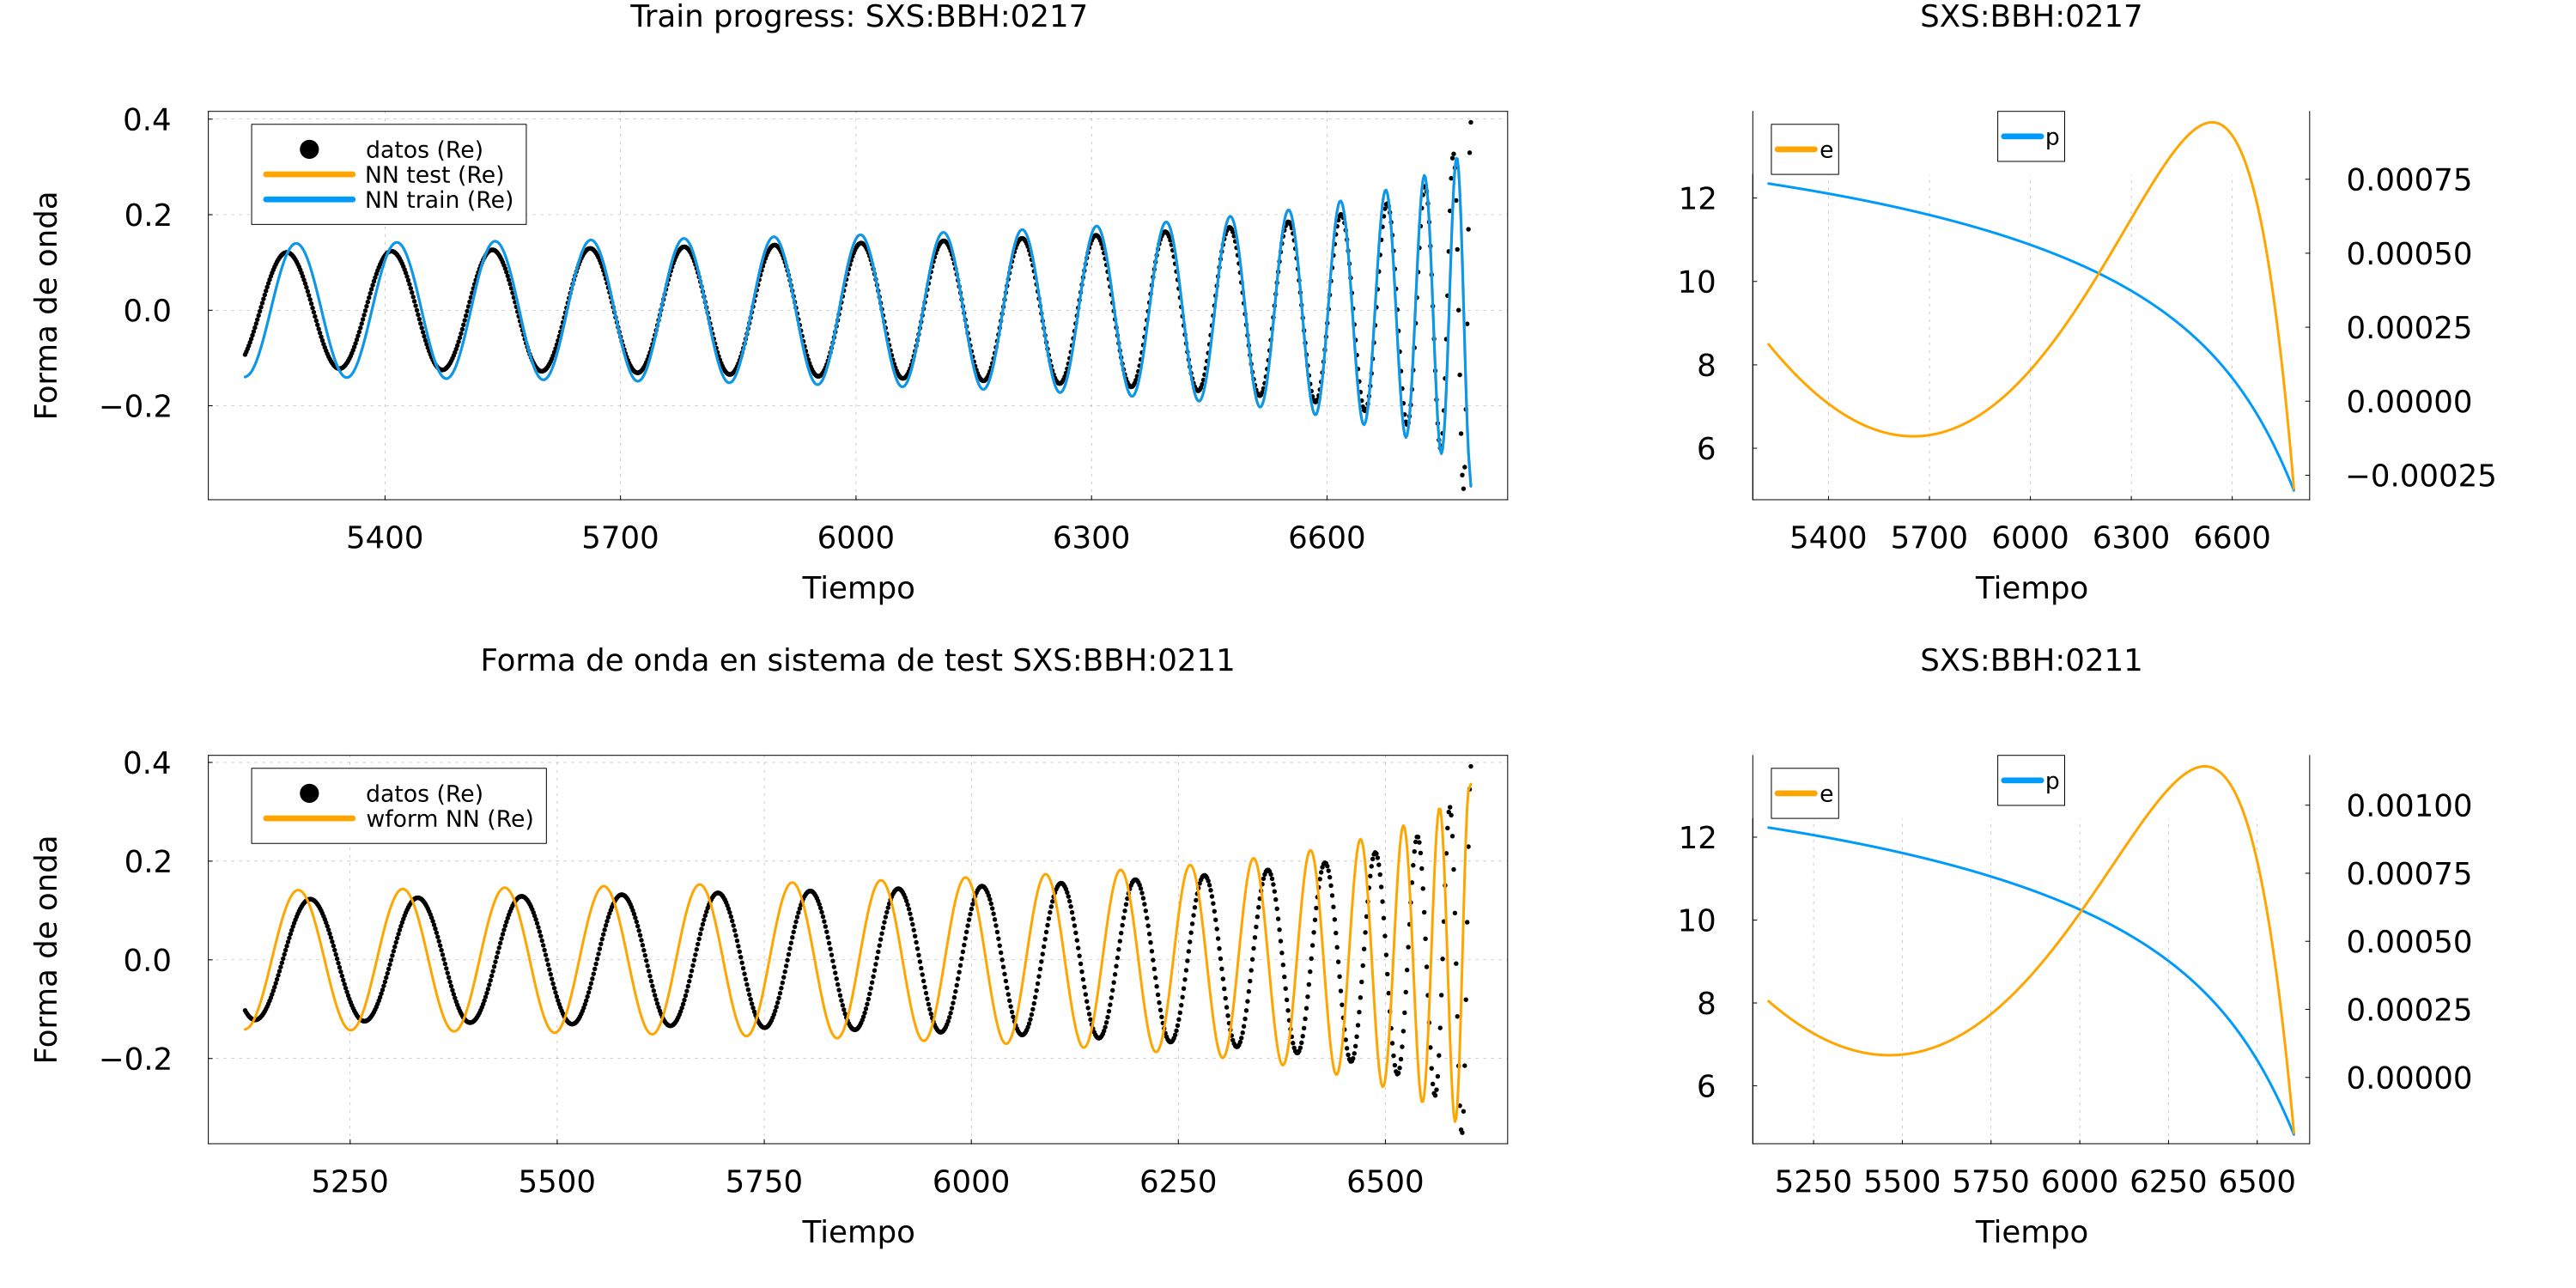 Train progress: SXS:BBH:0217
Forma de onda
0.4
0.2
0.0
−0.2
datos (Re)
NN test (Re)
NN train (Re)
5400 5700 6000 6300 6600
Tiempo
SXS:BBH:0217
e
p
12
10
8
6
0.00075
0.00050
0.00025
0.00000
−0.00025
5400 5700 6000 6300 6600
Tiempo
Forma de onda en sistema de test SXS:BBH:0211
Forma de onda
0.4
0.2
0.0
−0.2
datos (Re)
wform NN (Re)
5250 5500 5750 6000 6250 6500
Tiempo
SXS:BBH:0211
e
p
12
10
8
6
0.00100
0.00075
0.00050
0.00025
0.00000
5250 5500 5750 6000 6250 6500
Tiempo